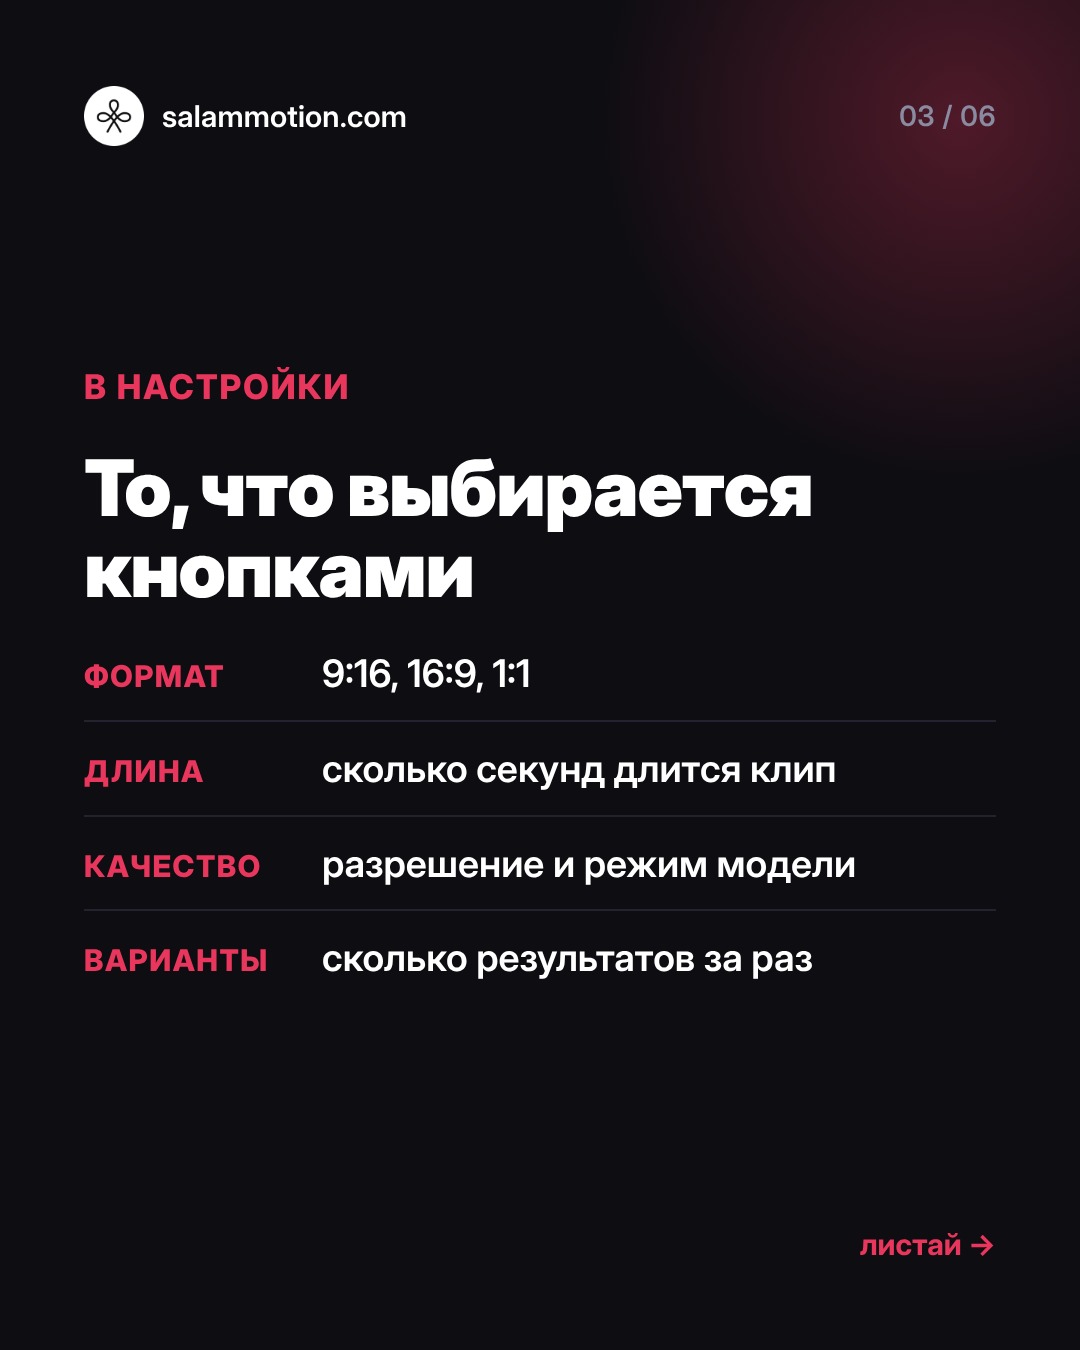 salammotion.com
03 / 06
В НАСТРОЙКИ
То, что выбирается
кнопками
ФОРМАТ 9:16, 16:9, 1:1
ДЛИНА сколько секунд длится клип
КАЧЕСТВО разрешение и режим модели
ВАРИАНТЫ сколько результатов за раз
листай →